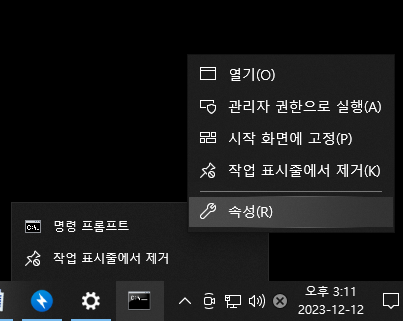 열기(O)
관리자 권한으로 실행(A)
시작 화면에 고정(P)
작업 표시줄에서 제거(K)
속성(R)
명령 프롬프트
작업 표시줄에서 제거
오후 3:11
2023-12-12